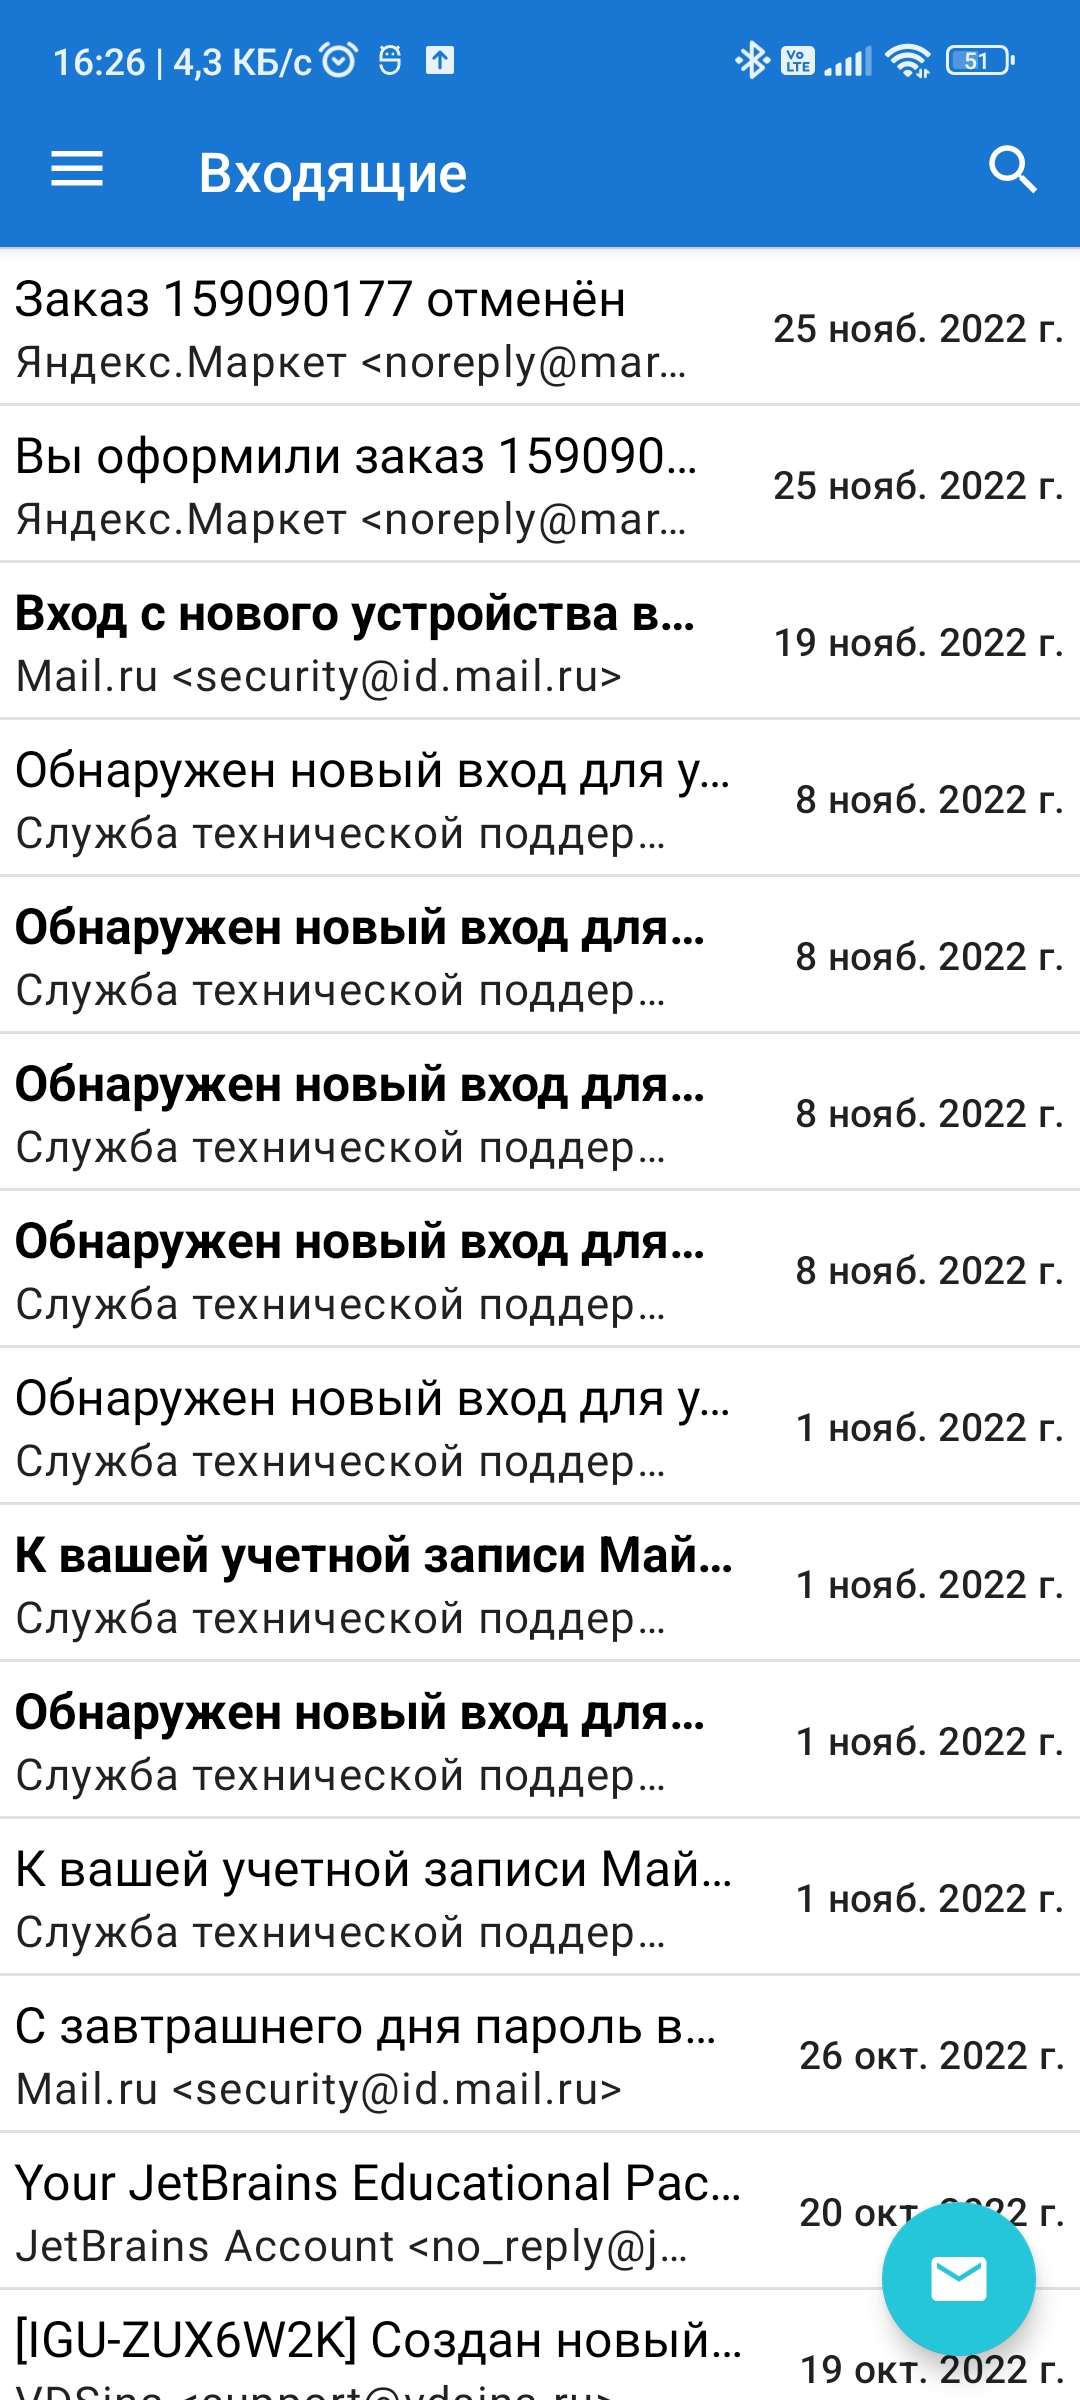 16:26 | 4,3 КБ/с
Vo LTE
51
Входящие
Заказ 159090177 отменён
25 нояб. 2022 г.
Яндекс.Маркет <noreply@mar...
Вы оформили заказ 159090...
25 нояб. 2022 г.
Яндекс.Маркет <noreply@mar...
Вход с нового устройства в...
19 нояб. 2022 г.
Mail.ru <security@id.mail.ru>
Обнаружен новый вход для у...
8 нояб. 2022 г.
Служба технической поддер...
Обнаружен новый вход для...
8 нояб. 2022 г.
Служба технической поддер...
Обнаружен новый вход для...
8 нояб. 2022 г.
Служба технической поддер...
Обнаружен новый вход для...
8 нояб. 2022 г.
Служба технической поддер...
Обнаружен новый вход для у...
1 нояб. 2022 г.
Служба технической поддер...
К вашей учетной записи Май...
1 нояб. 2022 г.
Служба технической поддер...
Обнаружен новый вход для...
1 нояб. 2022 г.
Служба технической поддер...
К вашей учетной записи Май...
1 нояб. 2022 г.
Служба технической поддер...
С завтрашнего дня пароль в...
26 окт. 2022 г.
Mail.ru <security@id.mail.ru>
Your JetBrains Educational Pac...
20 окт. 2022 г.
JetBrains Account <no_reply@j...
[IGU-ZUX6W2K] Создан новый...
19 окт. 2022 г.
VDSina <support@vdsina.ru>